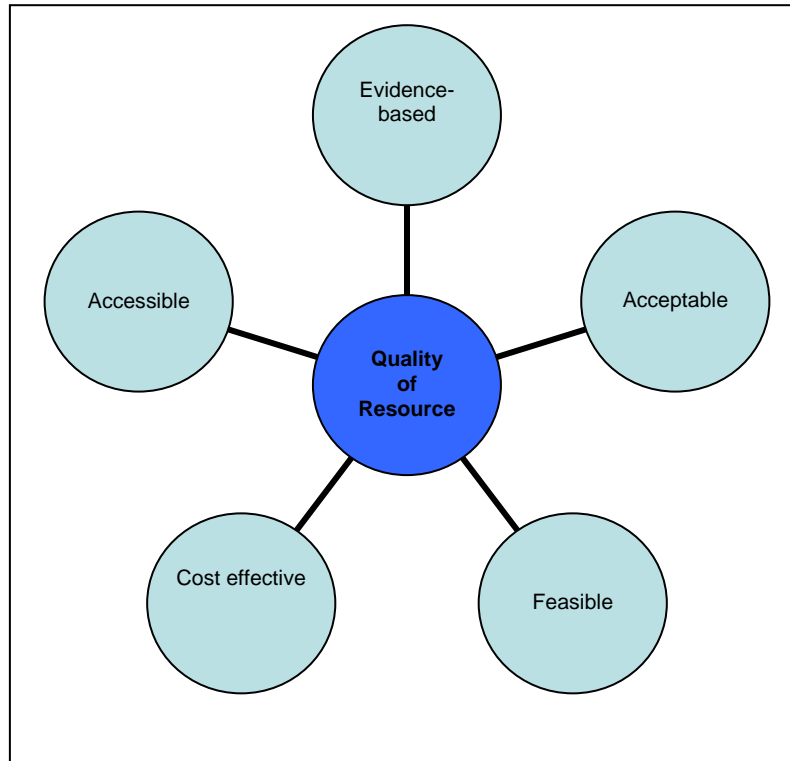 Evidence-
based
Accessible
Acceptable
Quality
of
Resource
Cost effective
Feasible